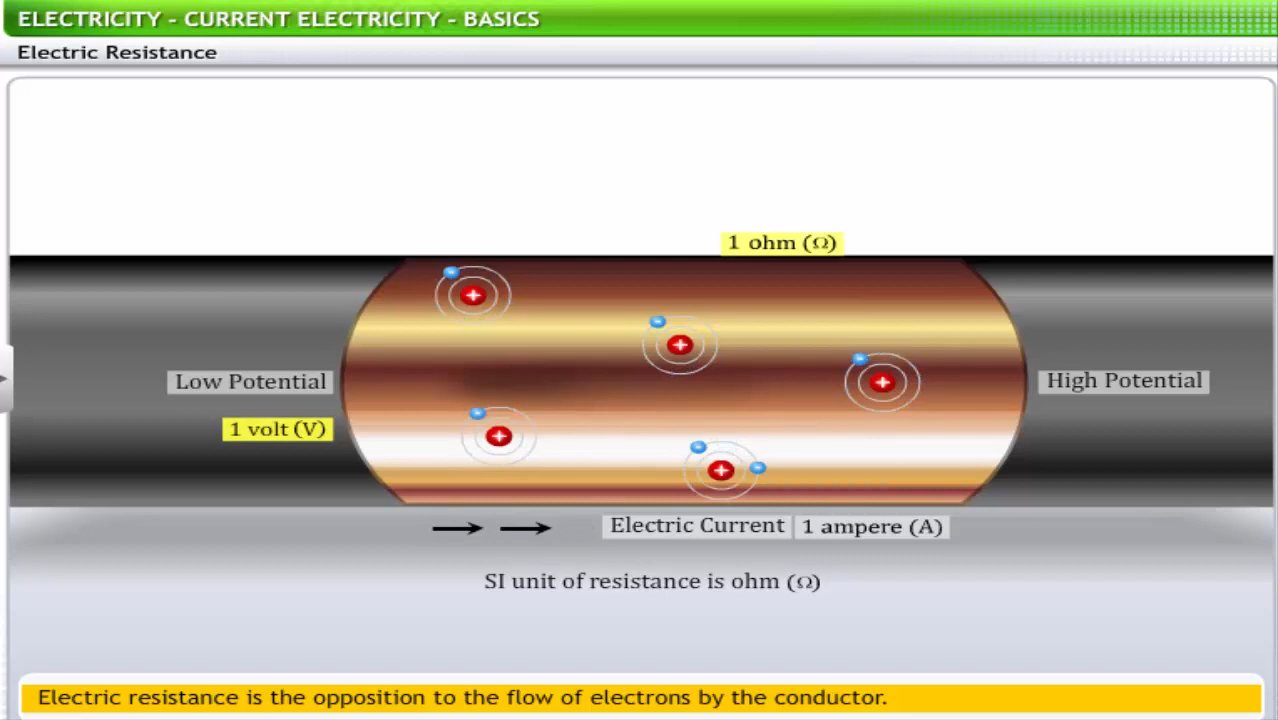 ELECTRICITY - CURRENT ELECTRICITY - BASICS
Electric Resistance
1 ohm (Ω)
Low Potential
High Potential
1 volt (V)
Electric Current 1 ampere (A)
SI unit of resistance is ohm (Ω)
Electric resistance is the opposition to the flow of electrons by the conductor.